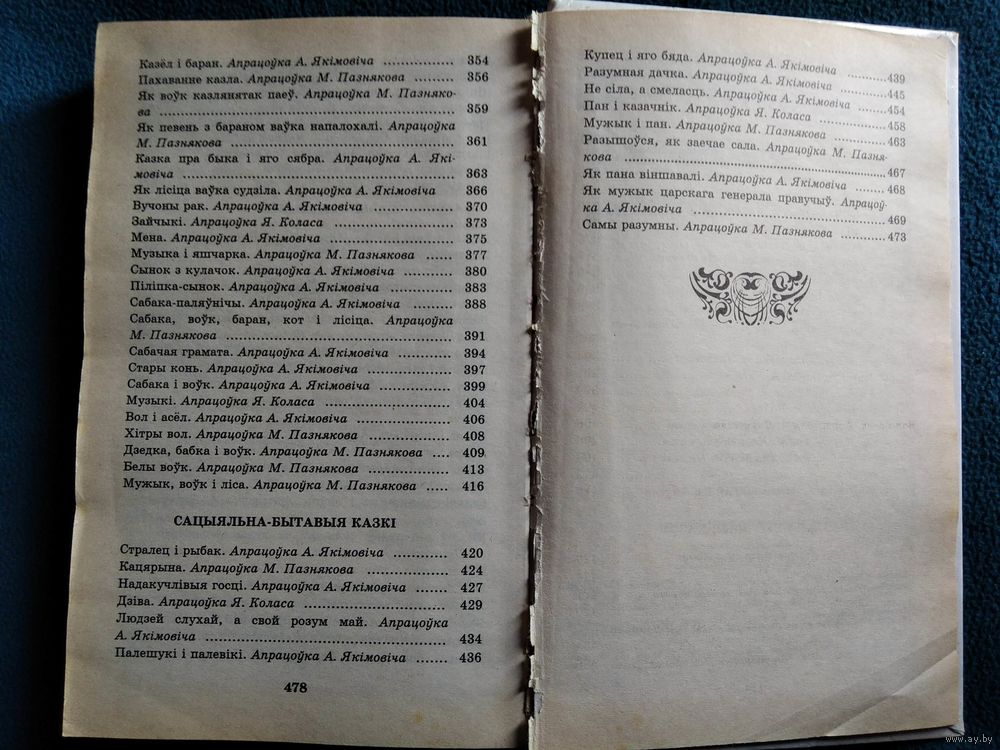 Казёл і баран. Апрацоўка А. Якімовіча .................. 354
Пахаванне казла. Апрацоўка М. Пазнякова ............ 356
Як воўк казлянятак паеў. Апрацоўка М. Пазняко-
ва .................. 359
Як певень з бараном ваўка напалохалі. Апрацоўка
М. Пазнякова .................. 361
Казка пра быка і яго сябра. Апрацоўка А. Які-
мовіча .................. 363
Як лісіца ваўка судзіла. Апрацоўка А. Якімовіча 366
Вучоны рак. Апрацоўка А. Якімовіча .................. 370
Зайчыкі. Апрацоўка Я. Коласа .................. 373
Мена. Апрацоўка А. Якімовіча .................. 375
Музыка і яшчарка. Апрацоўка М. Пазнякова ...... 377
Сынок з кулачок. Апрацоўка А. Якімовіча ......... 380
Піліпка-сынок. Апрацоўка А. Якімовіча ............ 383
Сабака-паляўнічы. Апрацоўка А. Якімовіча ......... 388
Сабака, воўк, баран, кот і лісіца. Апрацоўка
М. Пазнякова .................. 391
Сабачая грамата. Апрацоўка А. Якімовіча ............ 394
Стары конь. Апрацоўка А. Якімовіча .................. 397
Сабака і воўк. Апрацоўка А. Якімовіча ............ 399
Музыкі. Апрацоўка Я. Коласа .................. 404
Вол і асёл. Апрацоўка А. Якімовіча .................. 406
Хітры вол. Апрацоўка М. Пазнякова ............ 408
Дзедка, бабка і воўк. Апрацоўка М. Пазнякова .... 409
Белы воўк. Апрацоўка М. Пазнякова ............ 413
Мужык, воўк і ліса. Апрацоўка М. Пазнякова ..... 416
САЦЫЯЛЬНА-БЫТАВЫЯ КАЗКІ
Стралец і рыбак. Апрацоўка А. Якімовіча ............ 420
Кацярына. Апрацоўка М. Пазнякова .................. 424
Надакучлівыя госці. Апрацоўка А. Якімовіча ....... 427
Дзіва. Апрацоўка Я. Коласа .................. 429
Людзей слухай, а свой розум май. Апрацоўка
А. Якімовіча .................. 434
Палешукі і палевікі. Апрацоўка А. Якімовіча ....... 436
478
Купец і яго бяда. Апрацоўка А. Якімовіча ......... 439
Разумная дачка. Апрацоўка А. Якімовіча ............ 445
Не сіла, а смеласць. Апрацоўка А. Якімовіча ...... 454
Пан і казачнік. Апрацоўка Я. Коласа ............ 458
Мужык і пан. Апрацоўка М. Пазнякова ............ 463
Разышоўся, як заечае сала. Апрацоўка М. Пазня-
кова .................. 467
Як пана віншавалі. Апрацоўка А. Якімовіча ......... 468
Як мужык царскага генерала правучыў. Апрацоў-
ка А. Якімовіча .................. 469
Самы разумны. Апрацоўка М. Пазнякова ............ 473
www.ay.by